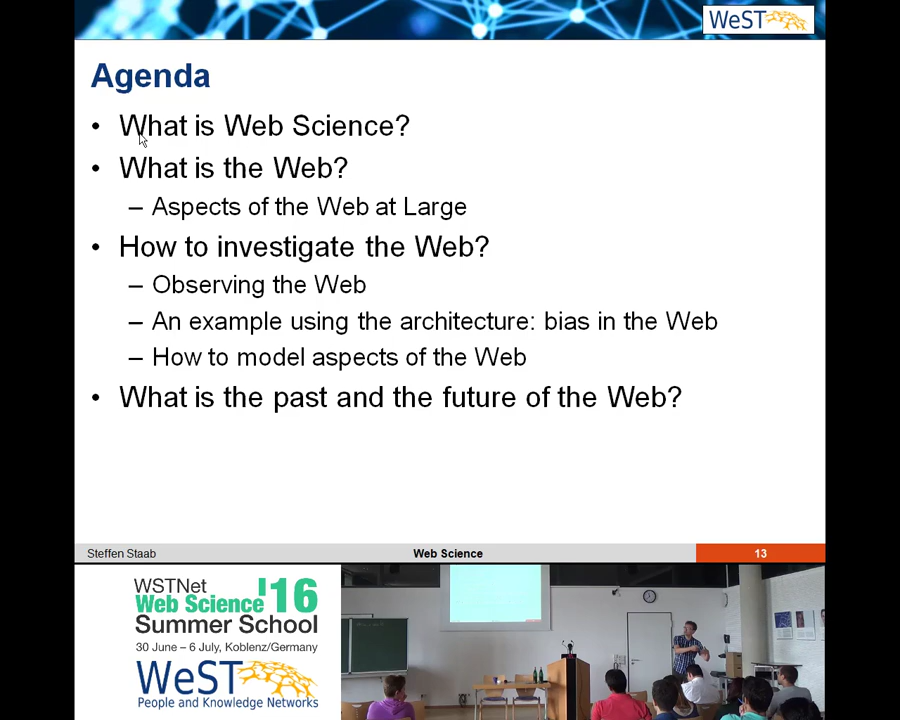 WeST
Agenda
• What is Web Science?
• What is the Web?
– Aspects of the Web at Large
• How to investigate the Web?
– Observing the Web
– An example using the architecture: bias in the Web
– How to model aspects of the Web
• What is the past and the future of the Web?
Steffen Staab
Web Science
13
WSTNet
Web Science '16
Summer School
30 June – 6 July, Koblenz/Germany
WeST
People and Knowledge Networks